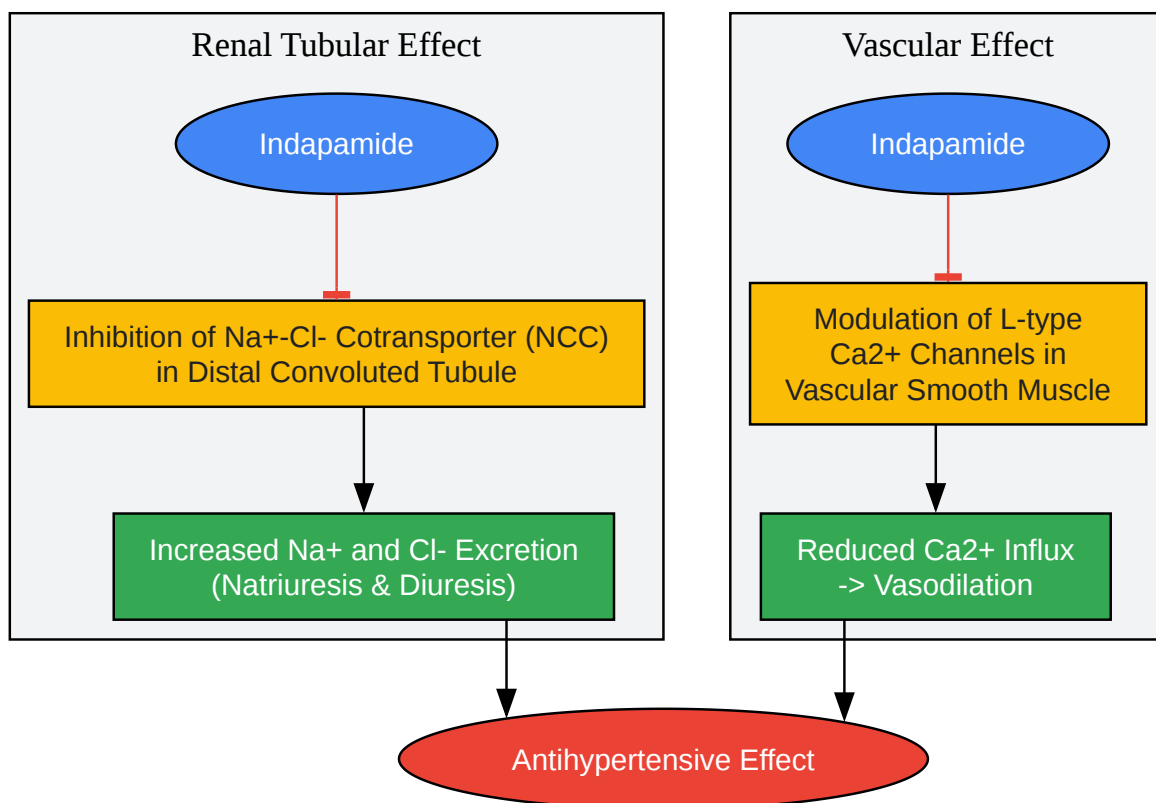 Renal Tubular Effect
Indapamide
Inhibition of Na+-Cl- Cotransporter (NCC)
in Distal Convoluted Tubule
Increased Na+ and Cl- Excretion
(Natriuresis & Diuresis)
Vascular Effect
Indapamide
Modulation of L-type
Ca2+ Channels in
Vascular Smooth Muscle
Reduced Ca2+ Influx
-> Vasodilation
Antihypertensive Effect